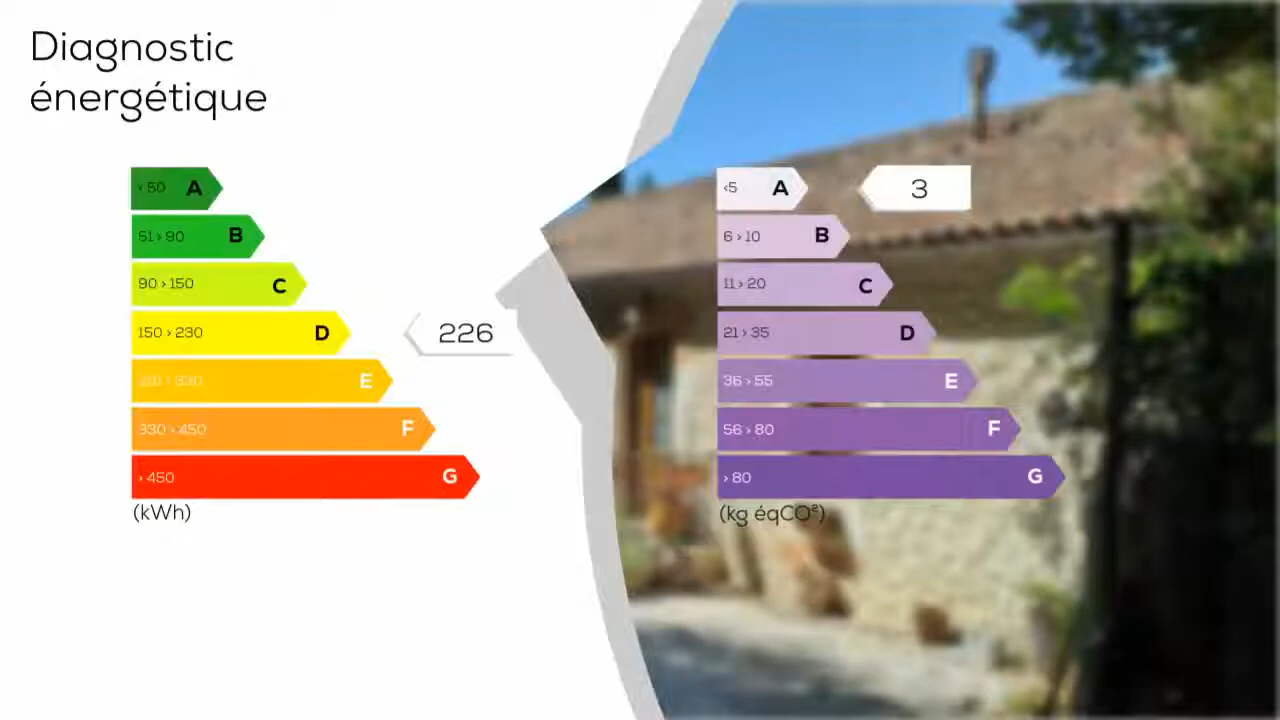 Diagnostic
énergétique
< 50 A
51 > 90 B
90 > 150 C
150 > 230 D
226
E
330 > 450 F
> 450 G
(kWh)
<5 A
3
6 > 10 B
11 > 20 C
21 > 35 D
36 > 55 E
56 > 80 F
> 80 G
(kg éqCO²)